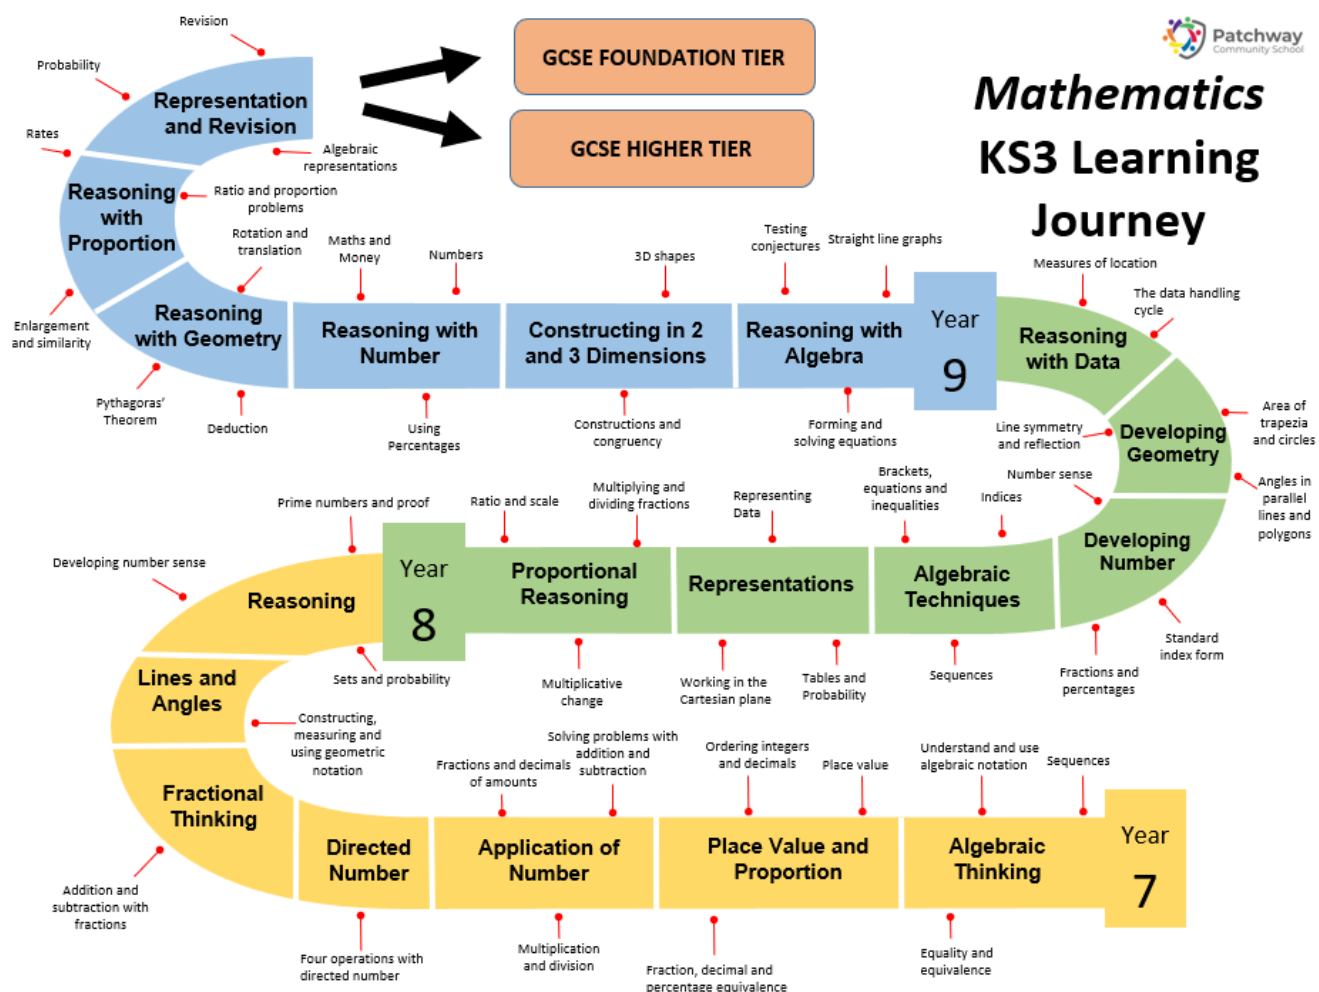 Revision
Probability
Rates
Representation
and Revision
Algebraic
representations
GCSE FOUNDATION TIER
GCSE HIGHER TIER
Patchway
Community School
Mathematics
KS3 Learning
Journey
Reasoning
with
Proportion
Ratio and proportion
problems
Enlargement
and similarity
Rotation and
translation
Reasoning
with Geometry
Pythagoras'
Theorem
Deduction
Maths and
Money
Numbers
Reasoning with
Number
Using
Percentages
3D shapes
Constructing in 2
and 3 Dimensions
Constructions and
congruency
Testing
conjectures
Straight line graphs
Reasoning with
Algebra
Forming and
solving equations
Year
9
Measures of location
The data handling
cycle
Reasoning
with Data
Line symmetry
and reflection
Developing
Geometry
Area of
trapezia
and circles
Angles in
parallel
lines and
polygons
Number sense
Developing
Number
Standard
index form
Fractions and
percentages
Brackets,
equations and
inequalities
Indices
Algebraic
Techniques
Sequences
Representing
Data
Representations
Working in the
Cartesian plane
Tables and
Probability
Ratio and scale
Multiplying and
dividing fractions
Proportional
Reasoning
Multiplicative
change
Year
8
Prime numbers and proof
Developing number sense
Reasoning
Sets and probability
Lines and
Angles
Constructing,
measuring and
using geometric
notation
Fractional
Thinking
Addition and
subtraction with
fractions
Directed
Number
Four operations with
directed number
Fractions and decimals
of amounts
Solving problems with
addition and
subtraction
Application of
Number
Multiplication
and division
Ordering integers
and decimals
Place value
Place Value and
Proportion
Fraction, decimal and
percentage equivalence
Understand and use
algebraic notation
Sequences
Algebraic
Thinking
Equality and
equivalence
Year
7